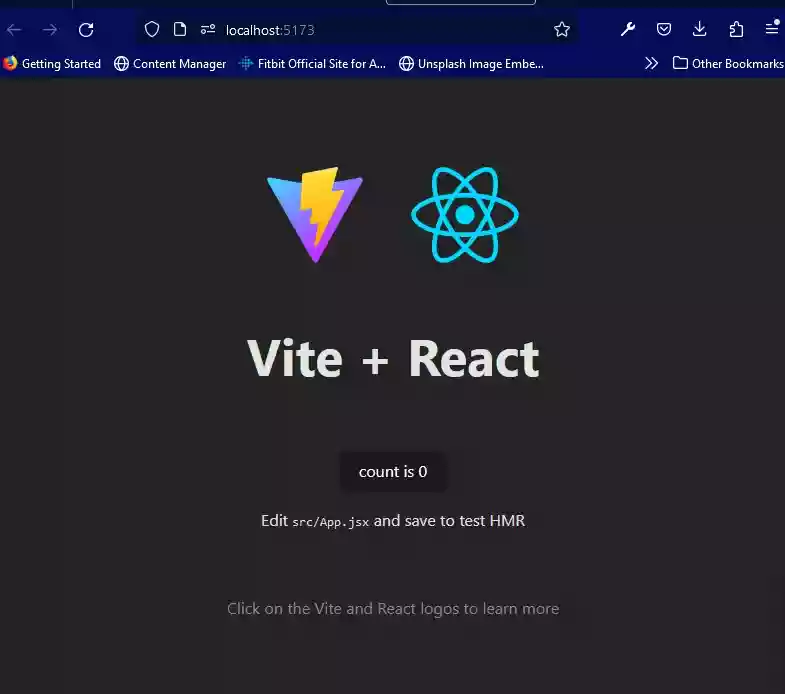 localhost:5173
Getting Started Content Manager Fitbit Official Site for A... Unsplash Image Embe... Other Bookmarks
Vite + React
count is 0
Edit src/App.jsx and save to test HMR
Click on the Vite and React logos to learn more